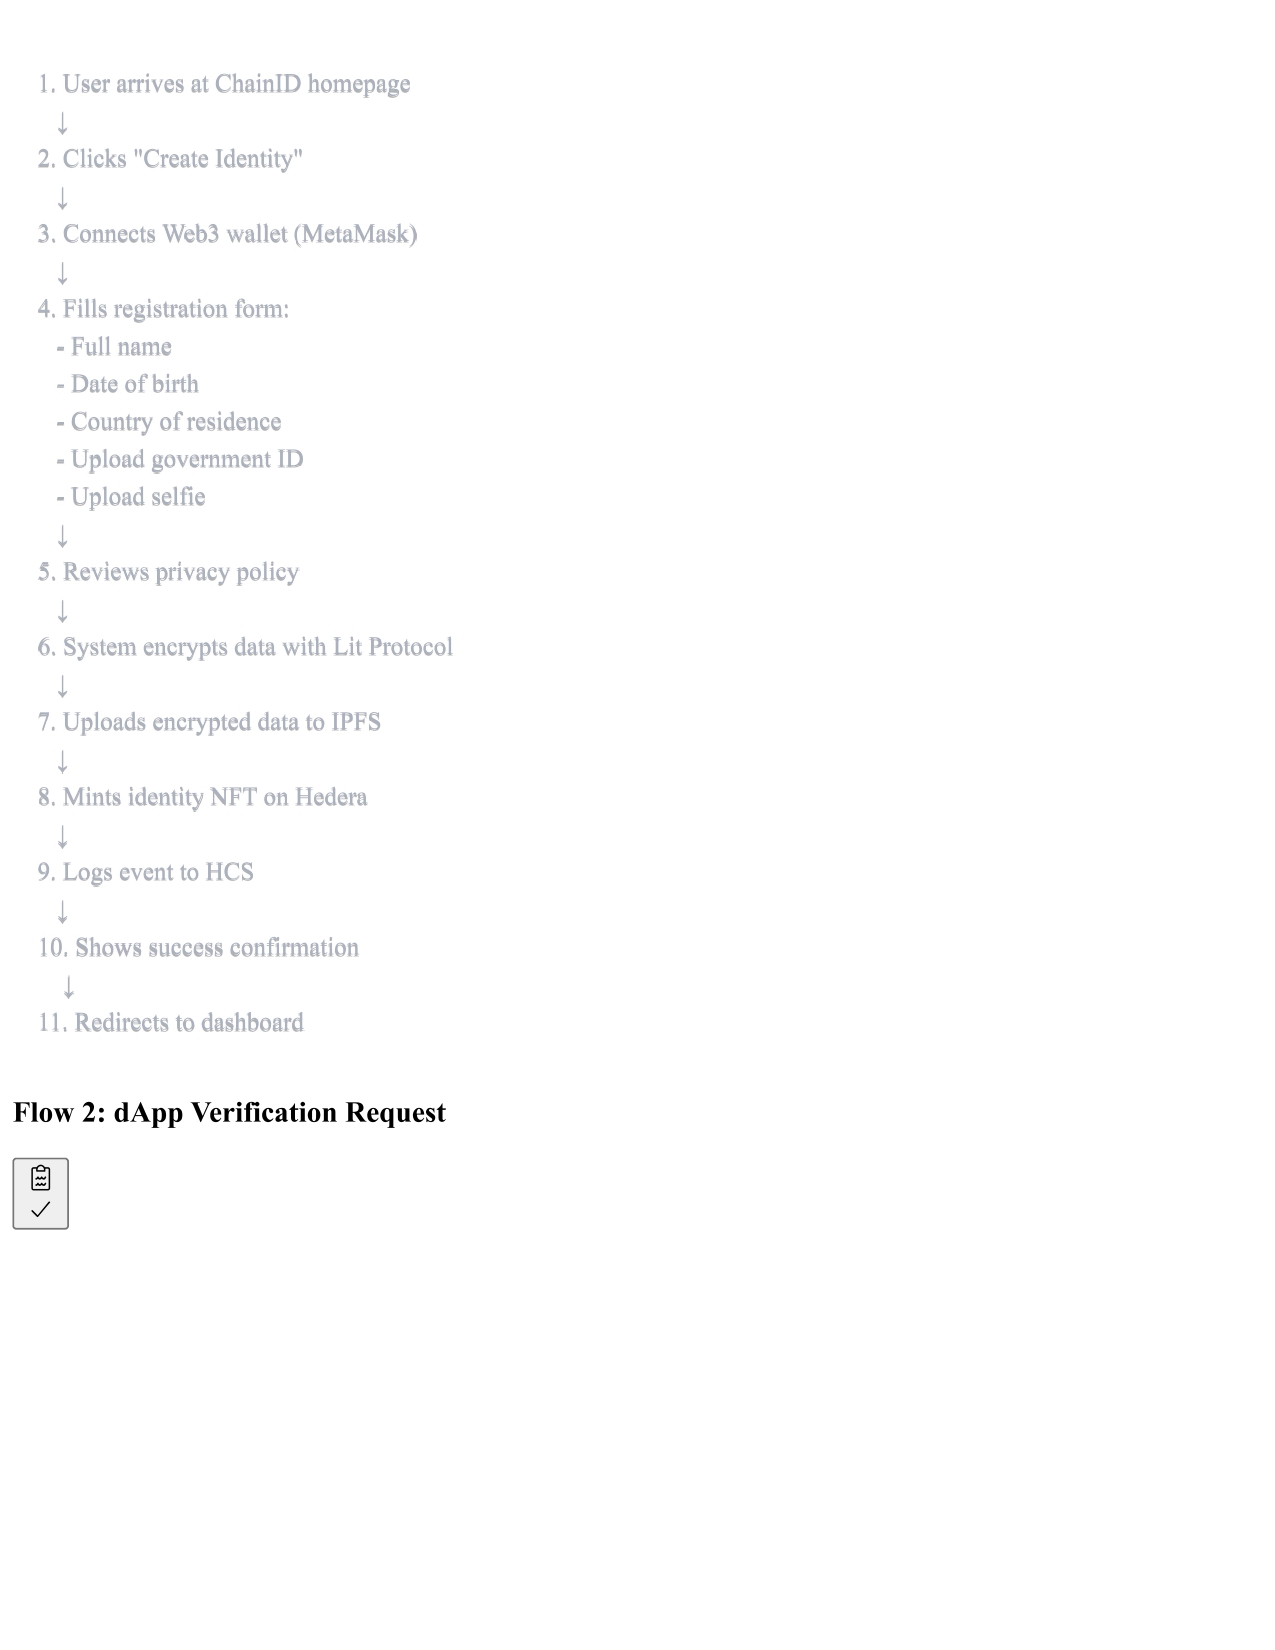 1. User arrives at ChainID homepage
↓
2. Clicks "Create Identity"
↓
3. Connects Web3 wallet (MetaMask)
↓
4. Fills registration form:
- Full name
- Date of birth
- Country of residence
- Upload government ID
- Upload selfie
↓
5. Reviews privacy policy
↓
6. System encrypts data with Lit Protocol
↓
7. Uploads encrypted data to IPFS
↓
8. Mints identity NFT on Hedera
↓
9. Logs event to HCS
↓
10. Shows success confirmation
↓
11. Redirects to dashboard
Flow 2: dApp Verification Request